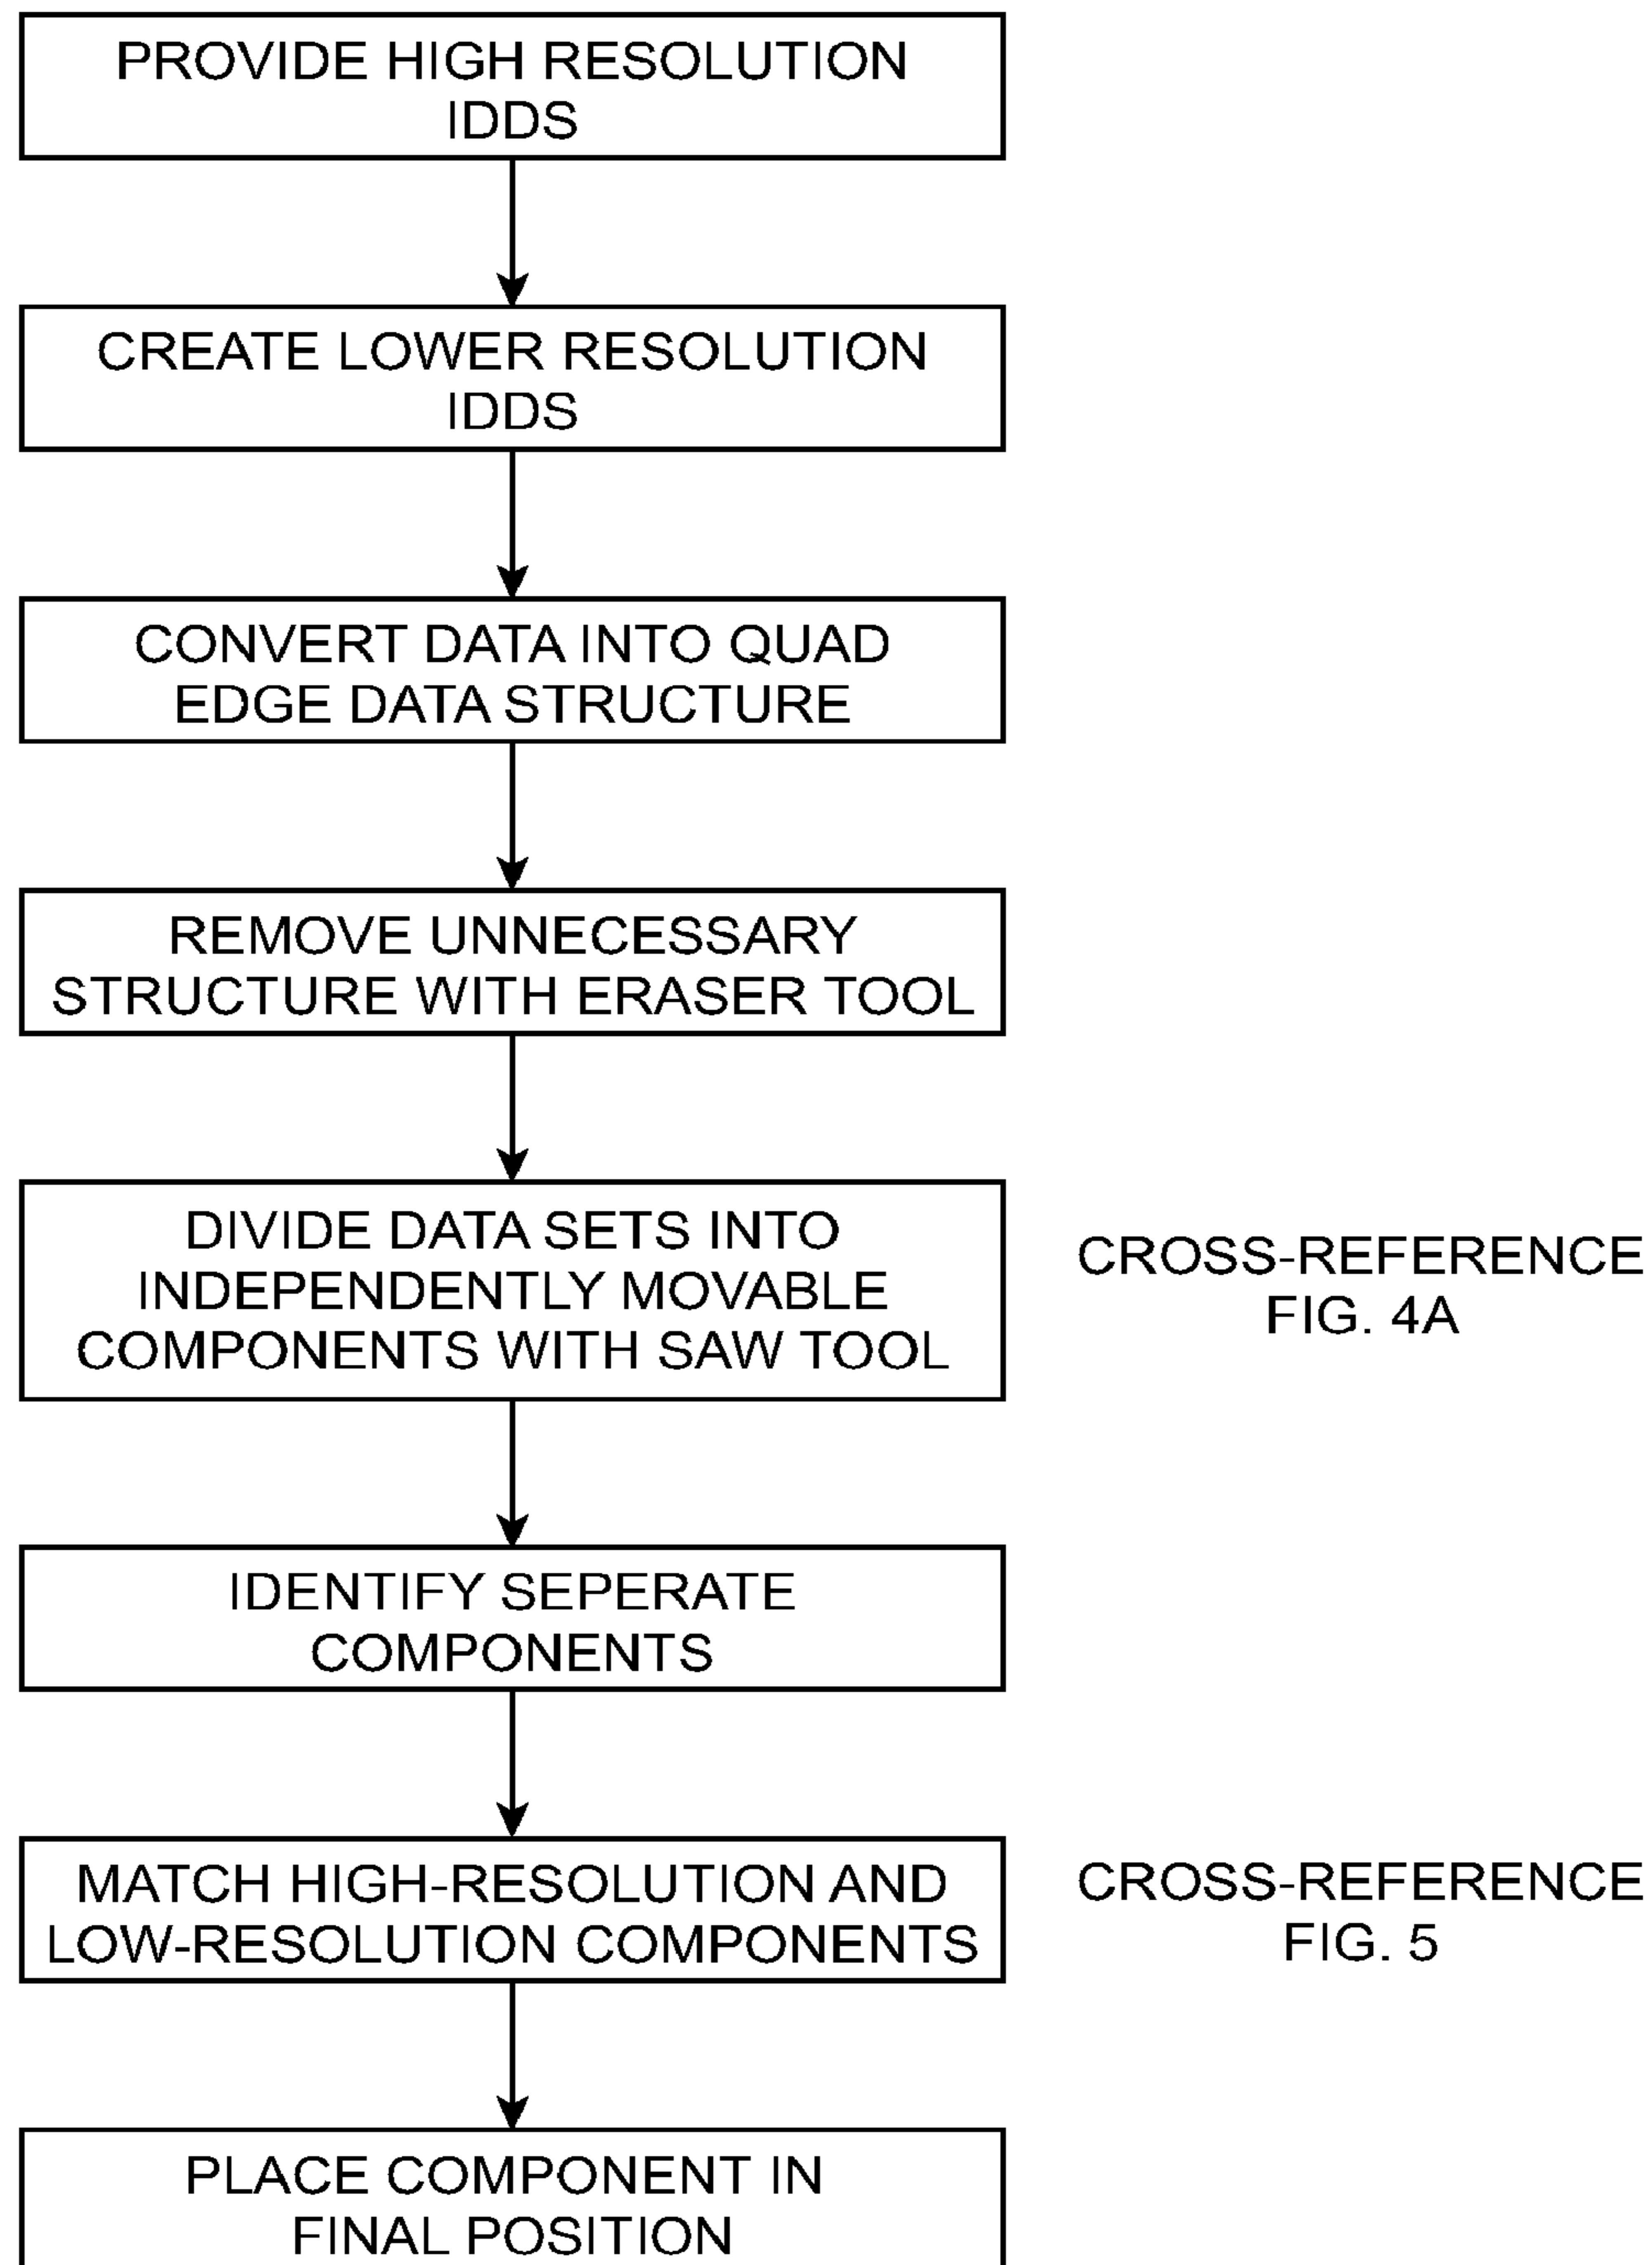 PROVIDE HIGH RESOLUTION
IDDS
CREATE LOWER RESOLUTION
IDDS
CONVERT DATA INTO QUAD
EDGE DATA STRUCTURE
REMOVE UNNECESSARY
STRUCTURE WITH ERASER TOOL
DIVIDE DATA SETS INTO
INDEPENDENTLY MOVABLE
COMPONENTS WITH SAW TOOL
CROSS-REFERENCE
FIG. 4A
IDENTIFY SEPERATE
COMPONENTS
MATCH HIGH-RESOLUTION AND
LOW-RESOLUTION COMPONENTS
CROSS-REFERENCE
FIG. 5
PLACE COMPONENT IN
FINAL POSITION